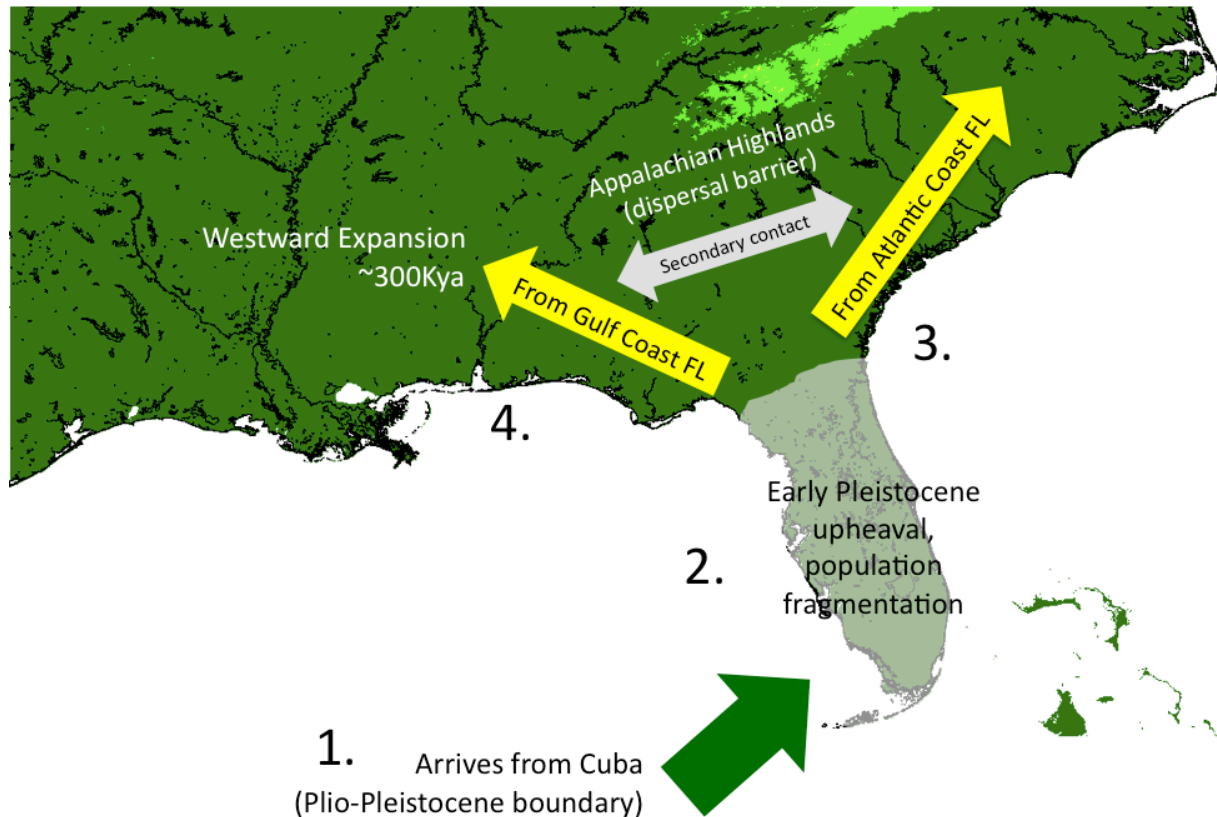 Appalachian Highlands
(dispersal barrier)
From Atlantic Coast FL
Secondary contact
Westward Expansion
~300Kya
From Gulf Coast FL
3.
4.
Early Pleistocene
upheaval,
population
fragmentation
2.
1.
Arrives from Cuba
(Plio-Pleistocene boundary)